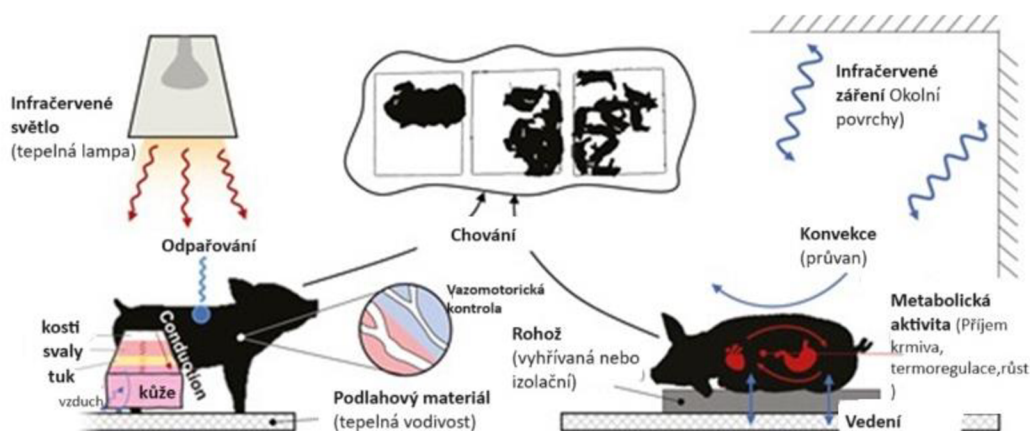 Infračervené
světlo
(tepelná lampa)
Odpařování
kosti
svaly
tuk
vzduch
kůže
Conduction
Chování
Vazomotorická
kontrola
Podlahový materiál
(tepelná vodivost)
Infračervené
záření Okolní
povrchy)
Konvekce
(průvan)
Rohož
(vyhřívaná nebo
izolační)
Metabolická
aktivita (Příjem
krmiva,
termoregulace,růst
)
Vedení